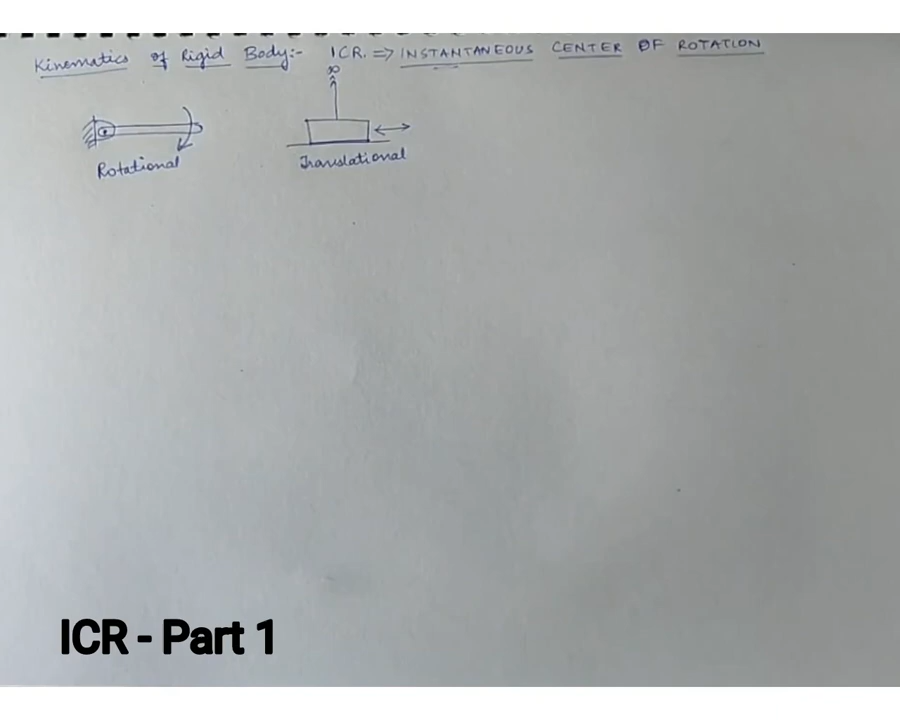 Kinematics of Rigid Body:- ICR. => INSTANTANEOUS CENTER OF ROTATION
∞
Rotational
Translational
ICR - Part 1